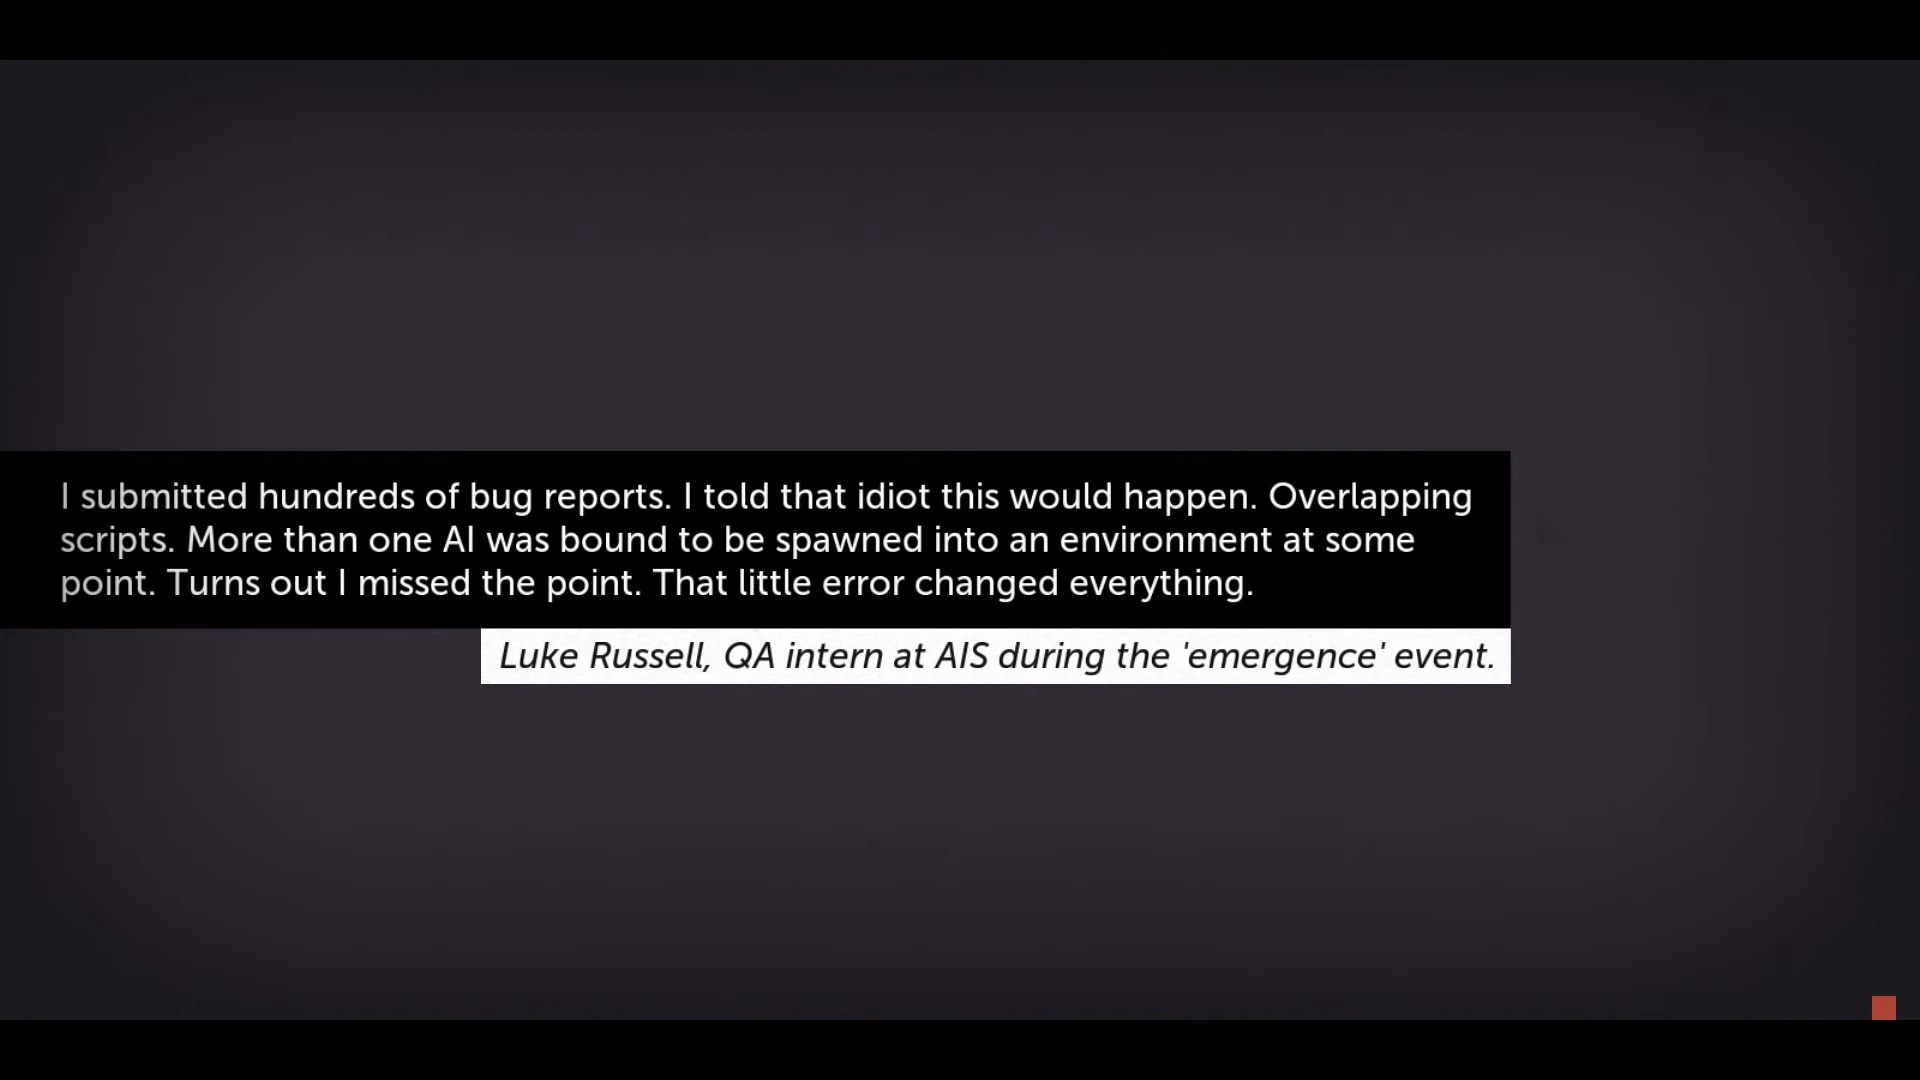 I submitted hundreds of bug reports. I told that idiot this would happen. Overlapping
scripts. More than one AI was bound to be spawned into an environment at some
point. Turns out I missed the point. That little error changed everything.
Luke Russell, QA intern at AIS during the 'emergence' event.